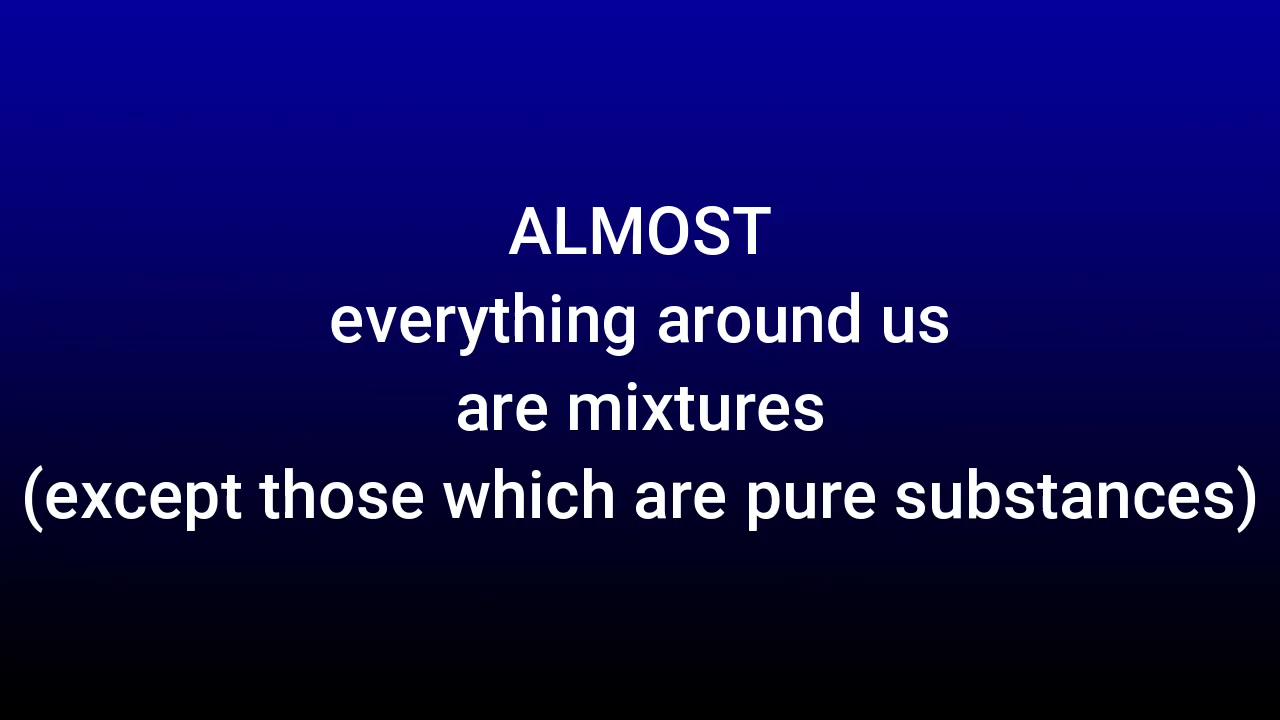 ALMOST
everything around us
are mixtures
(except those which are pure substances)